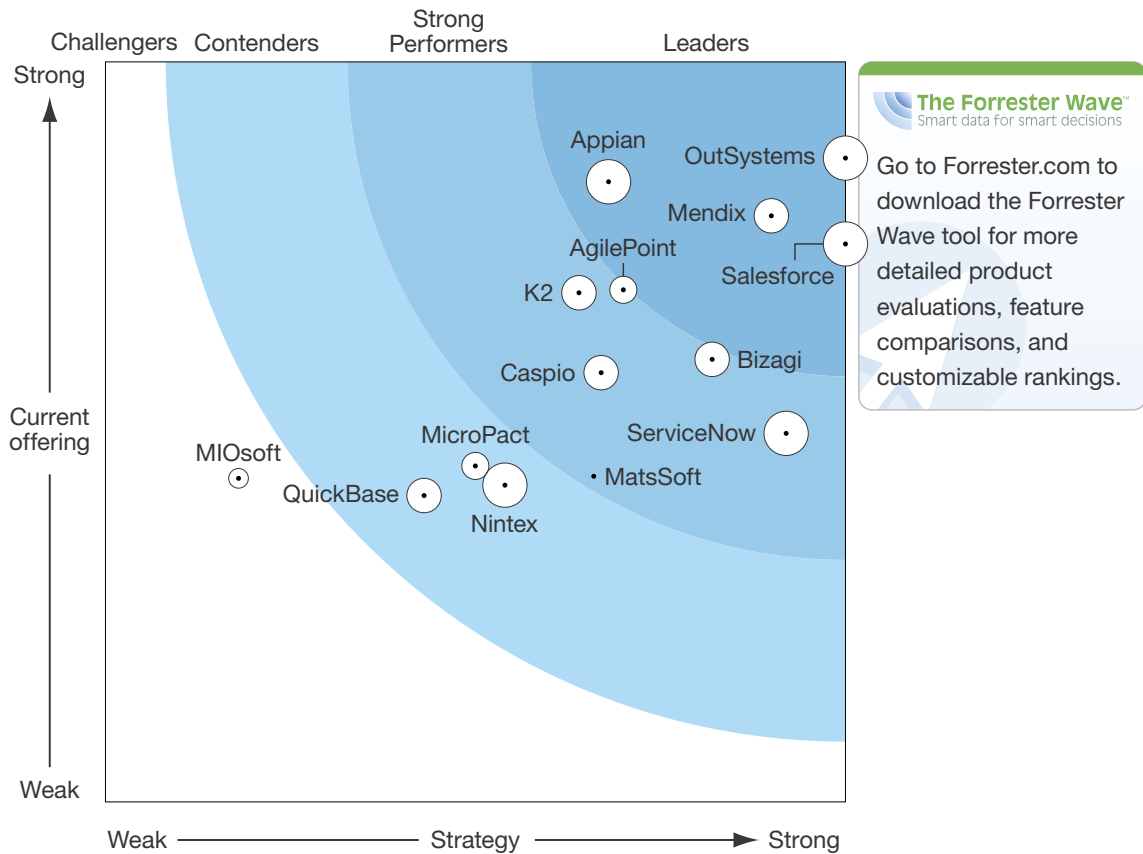 Strong
Challengers Contenders Performers Leaders
Strong
The Forrester Wave™
Smart data for smart decisions
Go to Forrester.com to
download the Forrester
Wave tool for more
detailed product
evaluations, feature
comparisons, and
customizable rankings.
Appian
OutSystems
Mendix
AgilePoint
Salesforce
K2
Bizagi
Caspio
Current
offering
ServiceNow
MicroPact
MIOsoft
MatsSoft
QuickBase
Nintex
Weak
Weak Strategy Strong